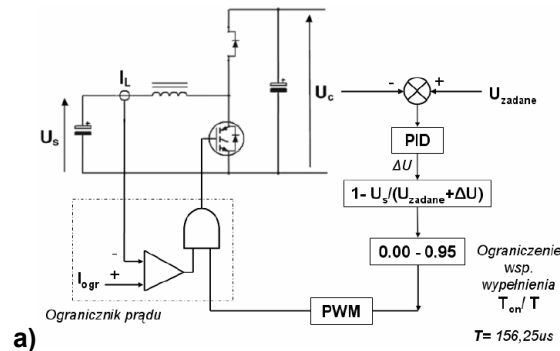 I_L
U_s
U_c
-
+
U_zadane
PID
ΔU
1- U_s/(U_zadane+ΔU)
0.00 - 0.95
Ograniczenie
wsp.
wypełnienia
T_on/ T
T= 156,25us
PWM
-
+
I_ogr
Ogranicznik prądu
a)